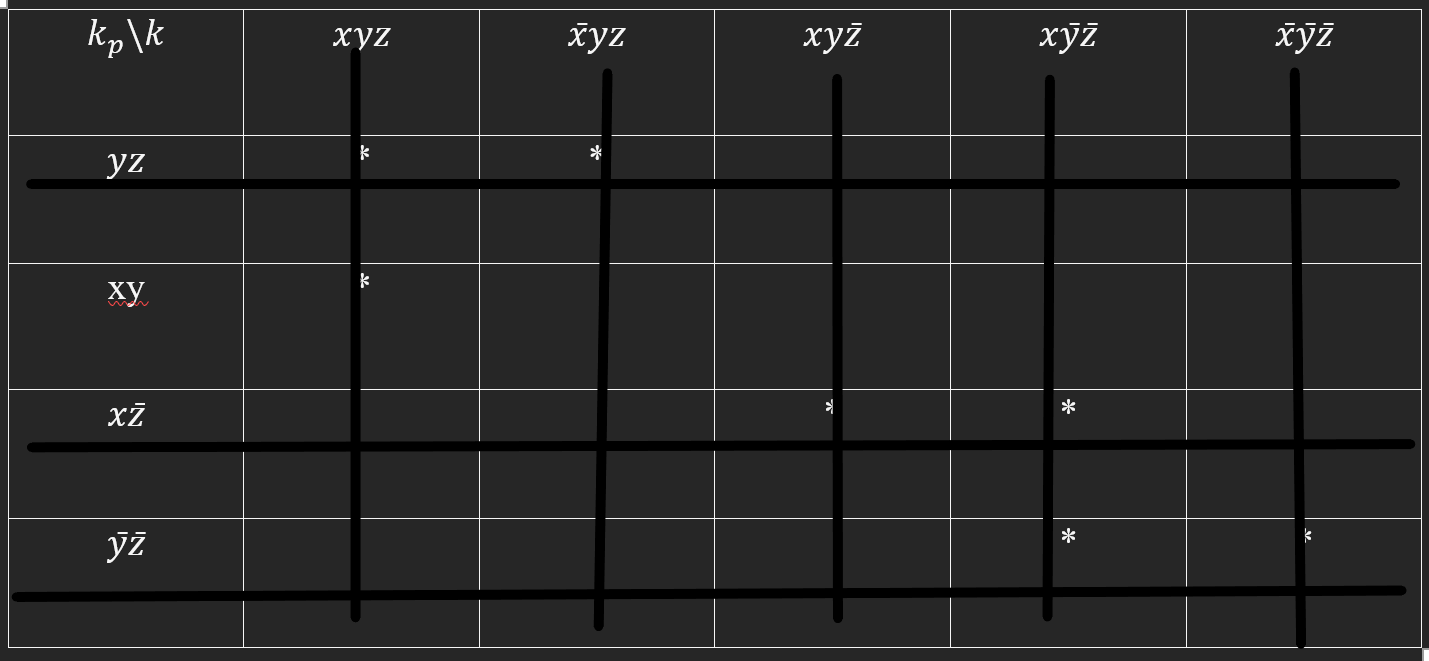 k_p\k xyz x̄yz xyz̄ xȳz̄ x̄ȳz̄
yz * *
xy *
xz̄ * *
ȳz̄ * *